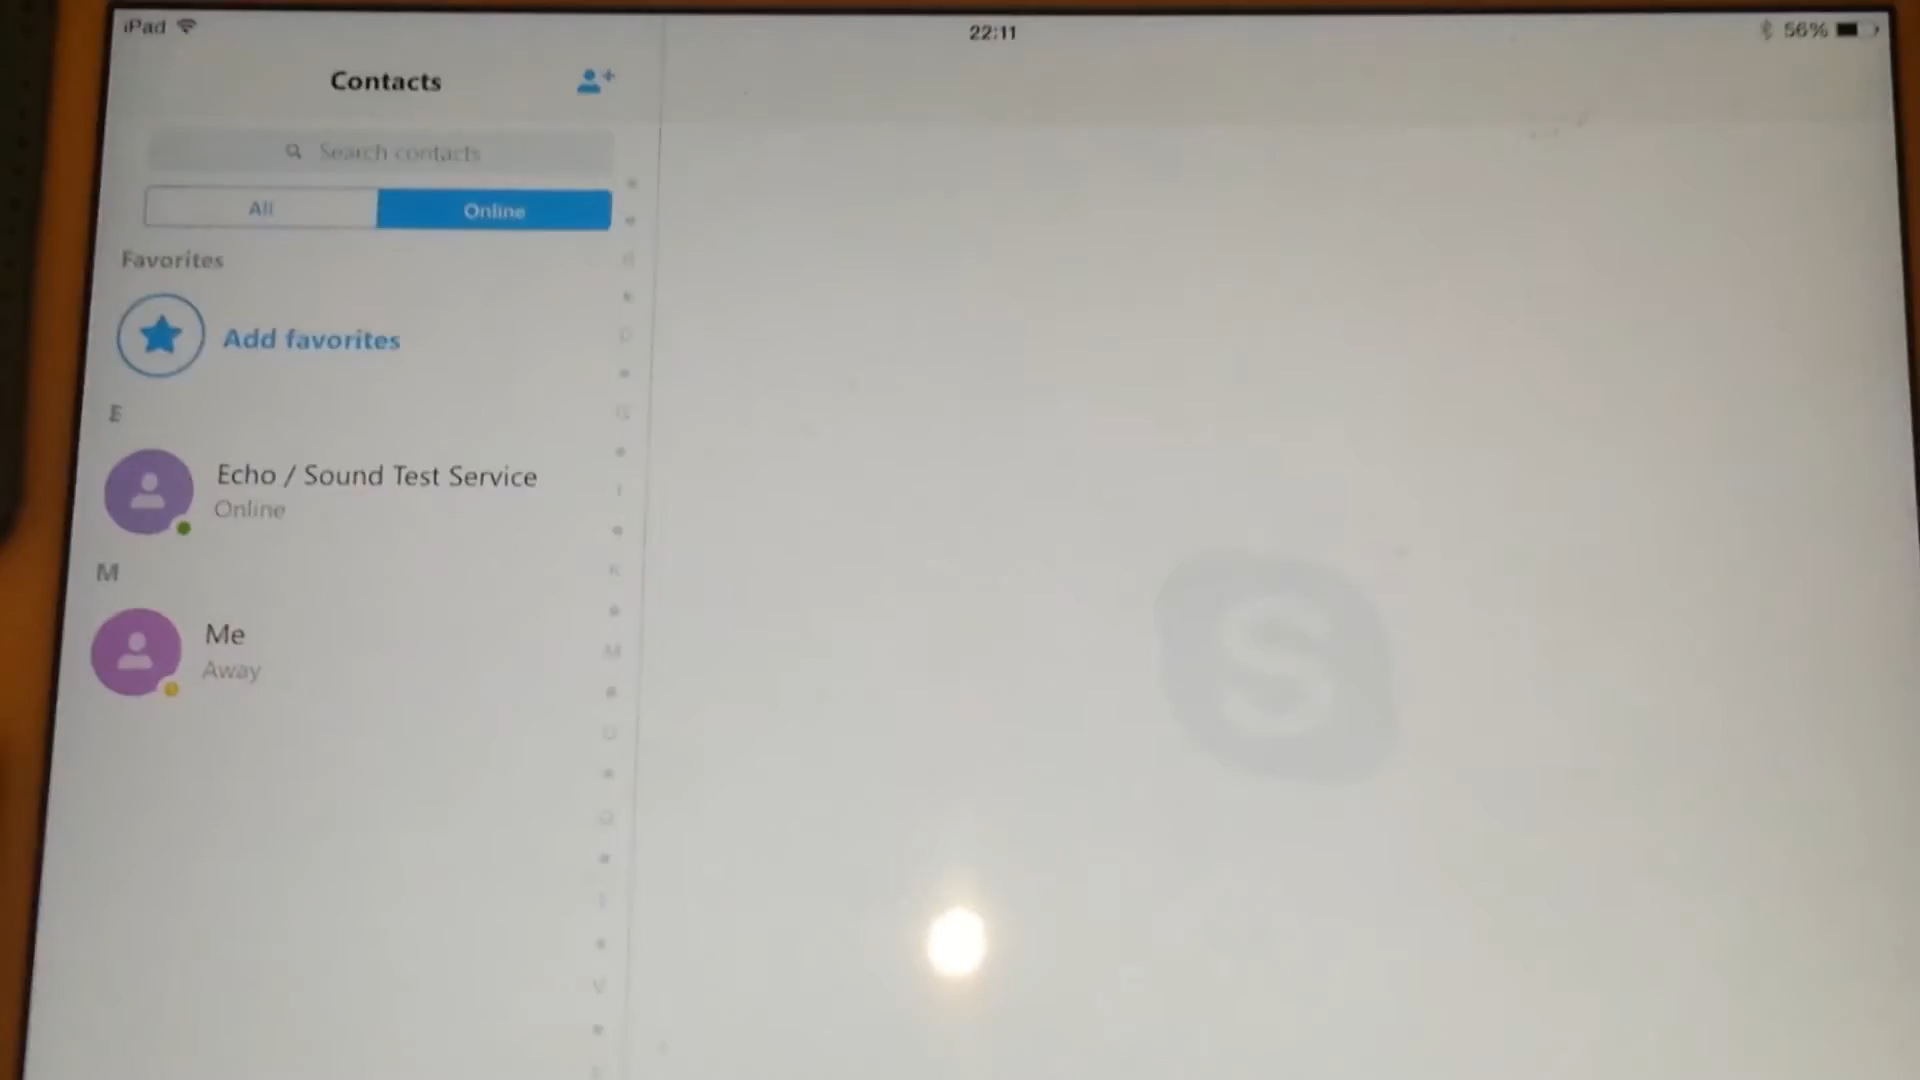 iPad
22:11
56%
Contacts
Search contacts
All
Online
Favorites
Add favorites
E
Echo / Sound Test Service
Online
M
Me
Away
K
M
S